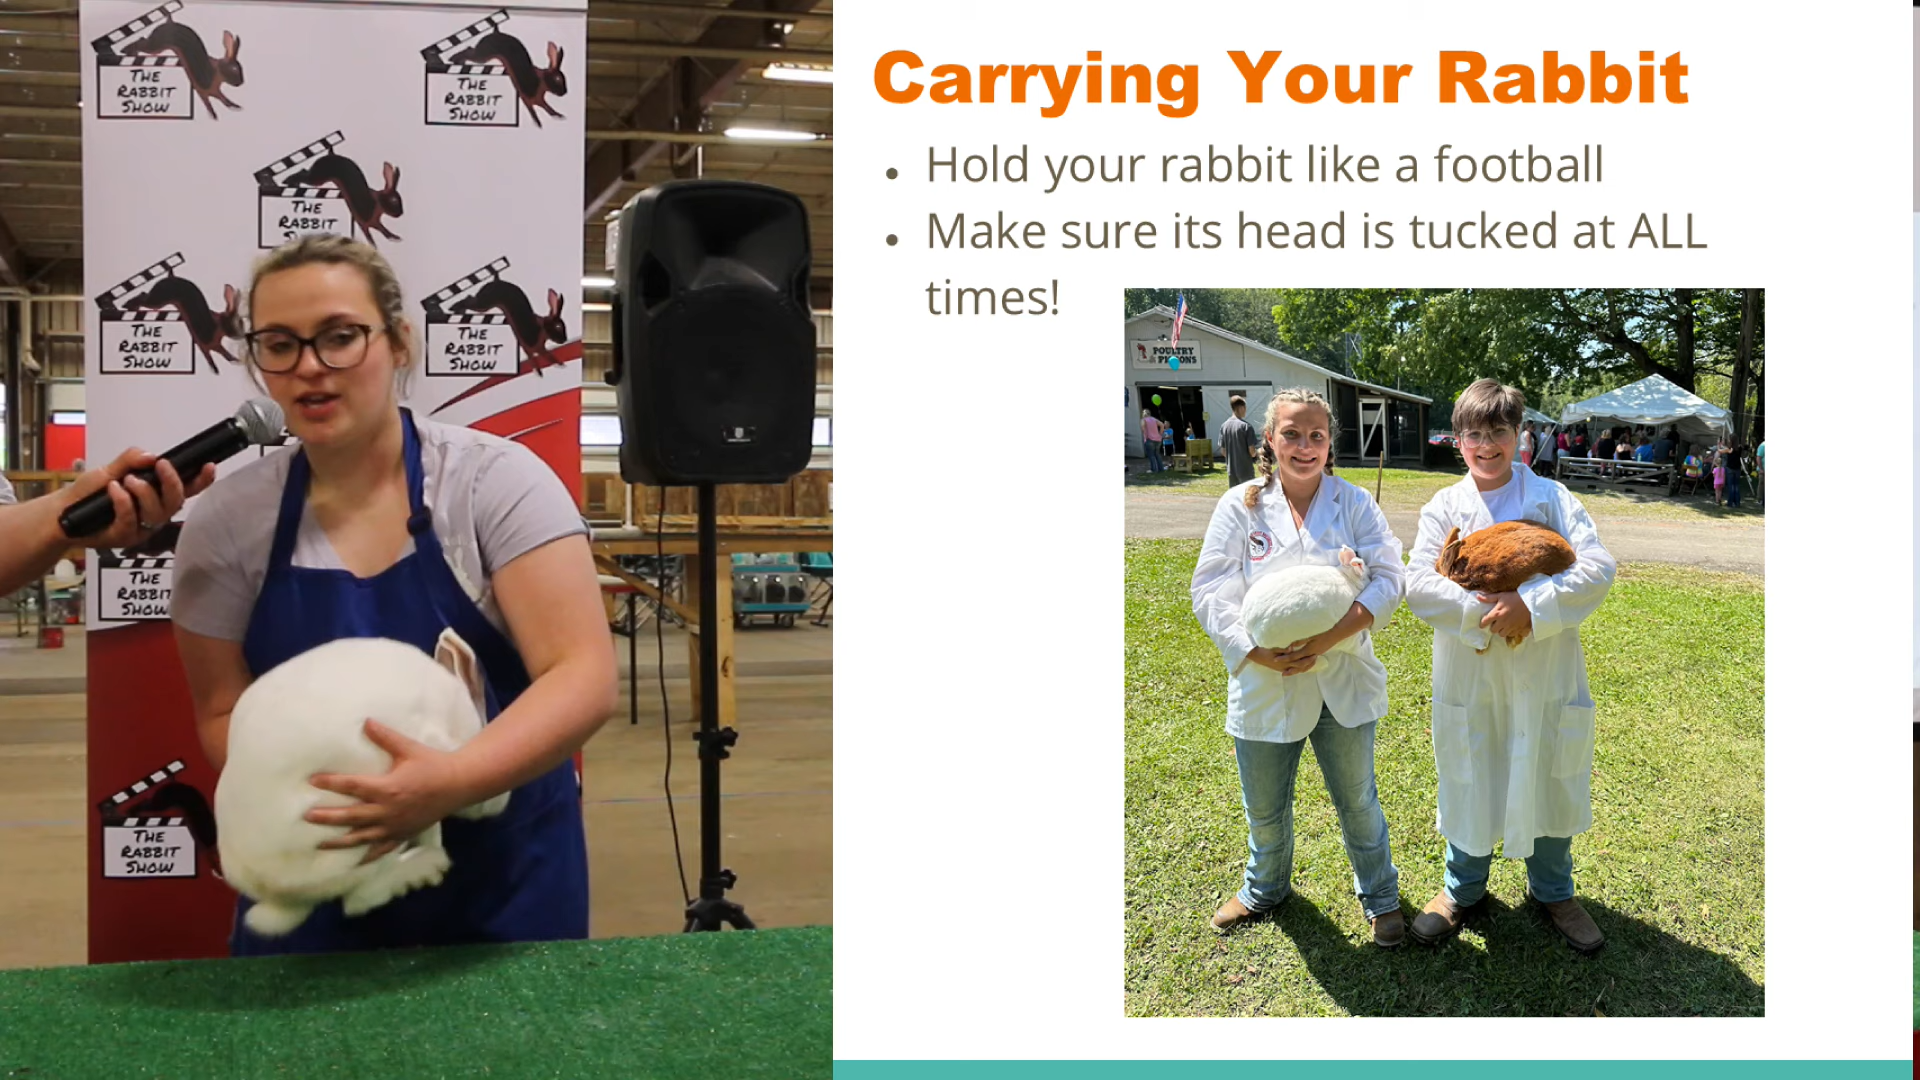 THE
RABBIT
SHOW
THE
RABBIT
SHOW
THE
RABBIT
THE
RABBIT
SHOW
THE
RABBIT
SHOW
THE
RABBIT
SHOW
THE
RABBIT
SHOW
Carrying Your Rabbit
• Hold your rabbit like a football
• Make sure its head is tucked at ALL
times!
POULTRY